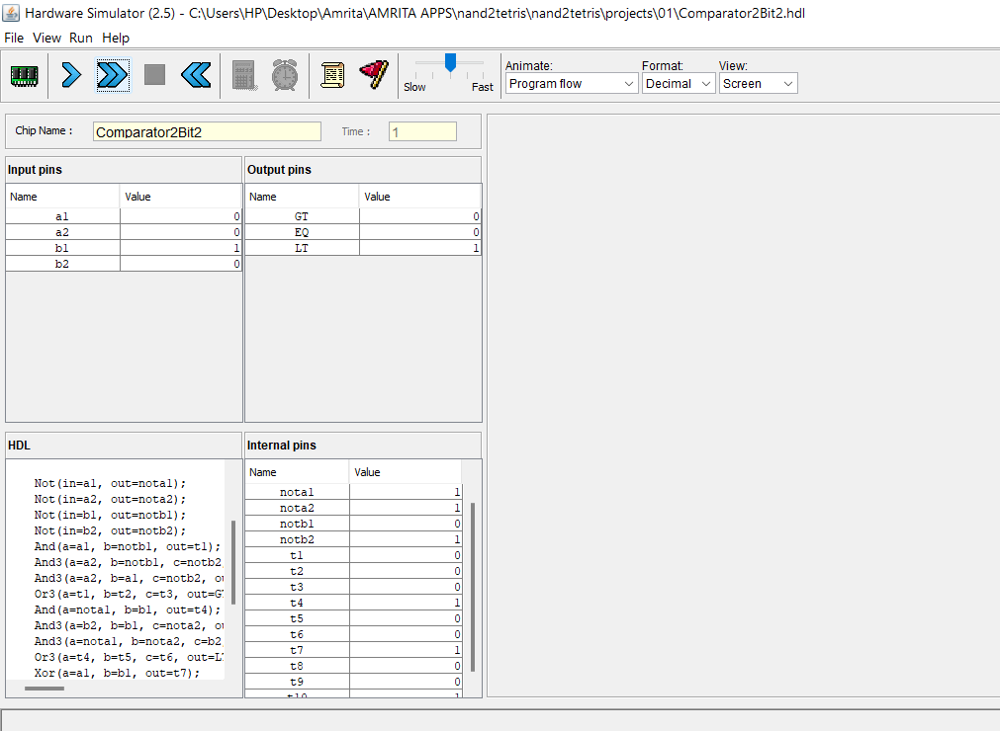 Hardware Simulator (2.5) - C:\Users\HP\Desktop\Amrita\AMRITA APPS\nand2tetris\nand2tetris\projects\01\Comparator2Bit2.hdl
File View Run Help
Slow Fast
Animate: Format: View:
Program flow Decimal Screen
Chip Name : Comparator2Bit2 Time : 1
Input pins
Name Value
a1 0
a2 0
b1 1
b2 0
Output pins
Name Value
GT 0
EQ 0
LT 1
HDL
Not(in=a1, out=nota1);
Not(in=a2, out=nota2);
Not(in=b1, out=notb1);
Not(in=b2, out=notb2);
And(a=a1, b=notb1, out=t1);
And3(a=a2, b=notb1, c=notb2,
And3(a=a2, b=a1, c=notb2, ou
Or3(a=t1, b=t2, c=t3, out=G
And(a=nota1, b=b1, out=t4);
And3(a=b2, b=b1, c=nota2, ou
And3(a=nota1, b=nota2, c=b2
Or3(a=t4, b=t5, c=t6, out=L
Xor(a=a1, b=b1, out=t7);
Internal pins
Name Value
nota1 1
nota2 1
notb1 0
notb2 1
t1 0
t2 0
t3 0
t4 1
t5 0
t6 0
t7 1
t8 0
t9 0
t10 1